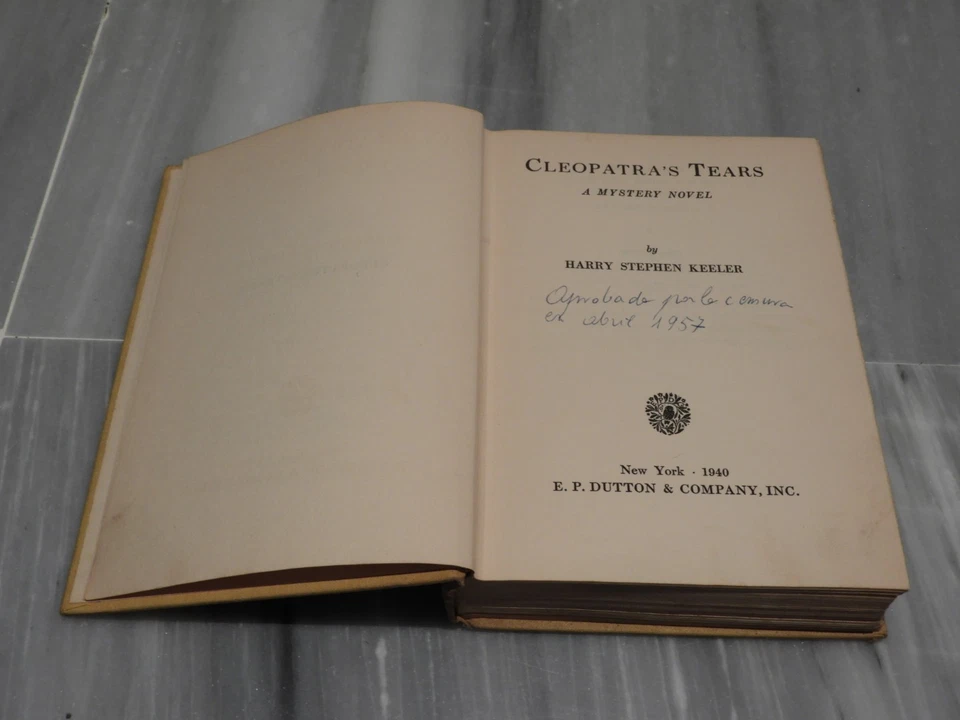 CLEOPATRA'S TEARS
A MYSTERY NOVEL
by
HARRY STEPHEN KEELER
Aprobada por la censura
en abril 1957
New York · 1940
E. P. DUTTON & COMPANY, INC.